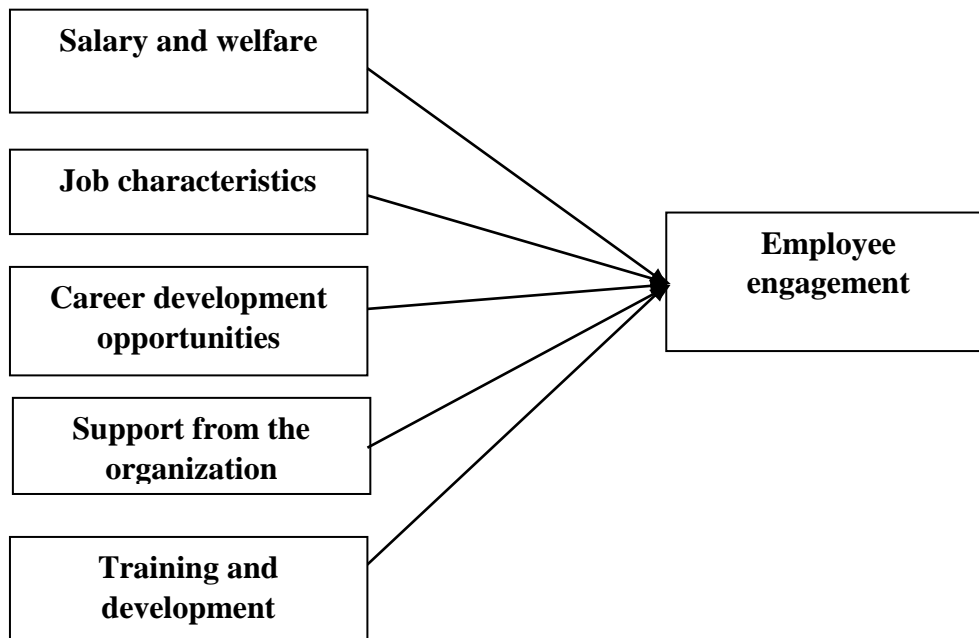 Salary and welfare
Job characteristics
Career development
opportunities
Support from the
organization
Training and
development
Employee
engagement